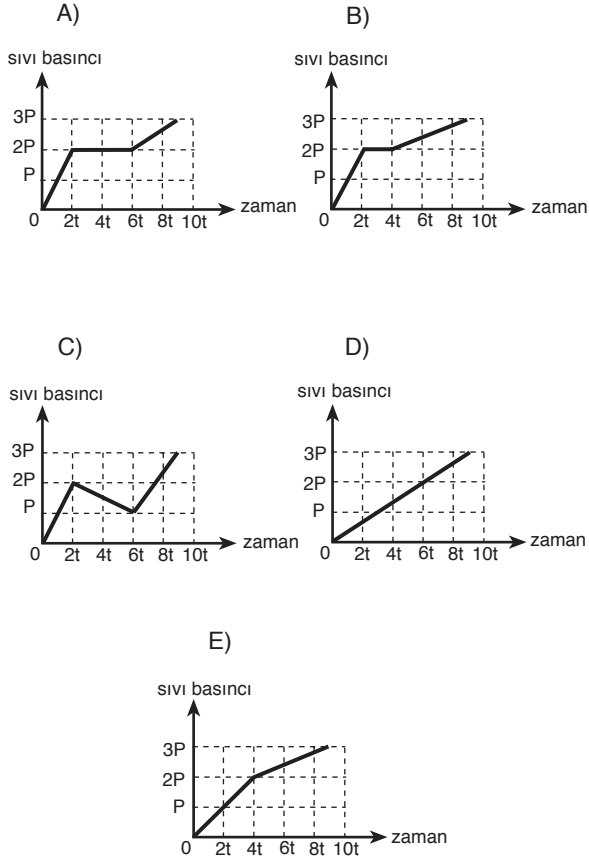 A)
sıvı basıncı
3P
2P
P
0 2t 4t 6t 8t 10t zaman
B)
sıvı basıncı
3P
2P
P
0 2t 4t 6t 8t 10t zaman
C)
sıvı basıncı
3P
2P
P
0 2t 4t 6t 8t 10t zaman
D)
sıvı basıncı
3P
2P
P
0 2t 4t 6t 8t 10t zaman
E)
sıvı basıncı
3P
2P
P
0 2t 4t 6t 8t 10t zaman